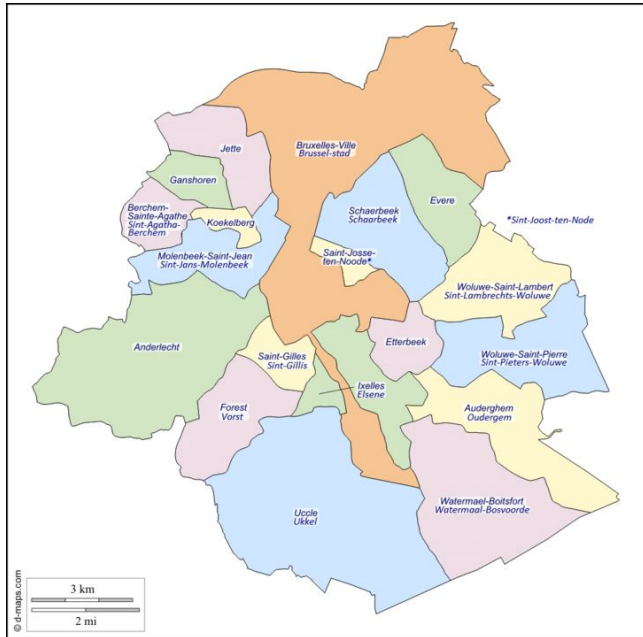 Jette
Bruxelles-Ville
Brussel-stad
Ganshoren
Evere
Berchem-
Sainte-Agathe
Sint-Agatha-
Berchem
Koekelberg
Schaerbeek
Schaarbeek
*Sint-Joost-ten-Node
Molenbeek-Saint-Jean
Sint-Jans-Molenbeek
Saint-Josse-
ten-Noode*
Woluwe-Saint-Lambert
Sint-Lambrechts-Woluwe
Anderlecht
Etterbeek
Saint-Gilles
Sint-Gillis
Woluwe-Saint-Pierre
Sint-Pieters-Woluwe
Ixelles
Elsene
Forest
Vorst
Auderghem
Oudergem
Watermael-Boitsfort
Watermaal-Bosvoorde
Uccle
Ukkel
3 km
2 mi
© d-maps.com